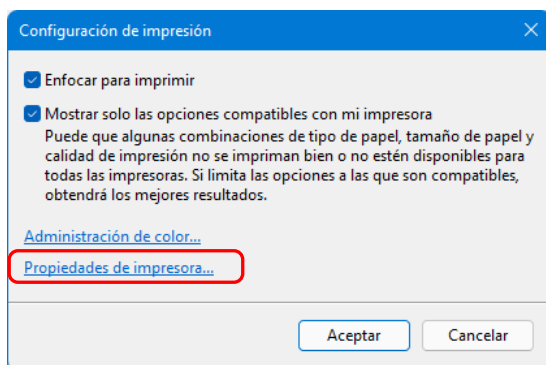 Configuración de impresión
Enfocar para imprimir
Mostrar solo las opciones compatibles con mi impresora
Puede que algunas combinaciones de tipo de papel, tamaño de papel y
calidad de impresión no se impriman bien o no estén disponibles para
todas las impresoras. Si limita las opciones a las que son compatibles,
obtendrá los mejores resultados.
Administración de color...
Propiedades de impresora...
Aceptar
Cancelar